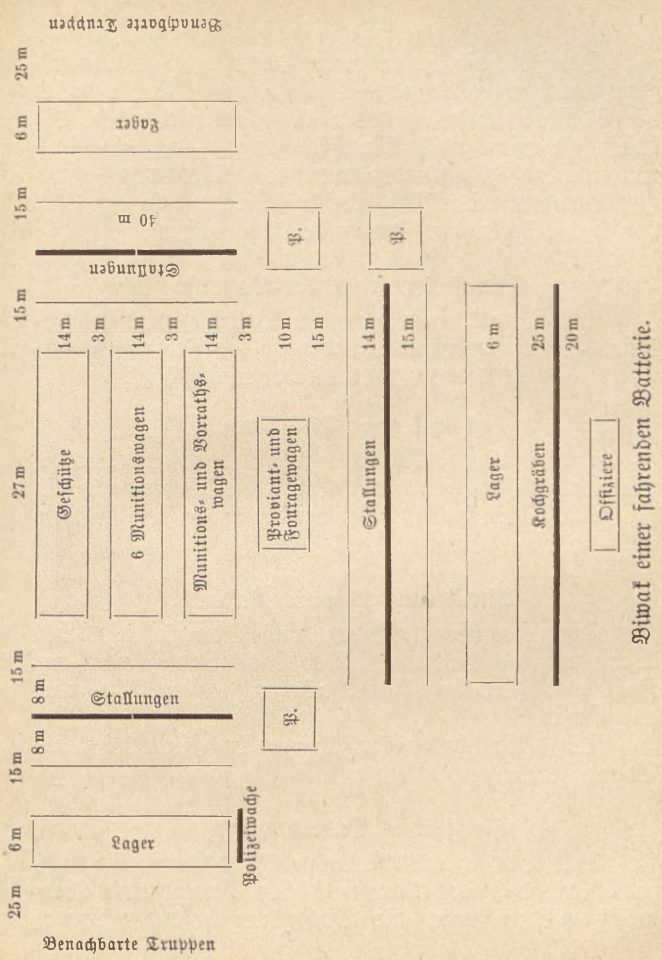 Benachbarte Truppen
25 m
Lager
6 m
15 m
40 m
Stallungen
15 m
P.
P.
27 m
Geschütze
14 m
3 m
6 Munitionswagen
14 m
3 m
Munitions- und Vorraths-
wagen
14 m
3 m
Proviant- und
Fouragewagen
10 m
15 m
Stallungen
14 m
15 m
Lager
6 m
Kochgräben
25 m
20 m
Offiziere
15 m
8 m
Stallungen
8 m
15 m
P.
Lager
6 m
Polizeiwache
25 m
Benachbarte Truppen
Biwak einer fahrenden Batterie.